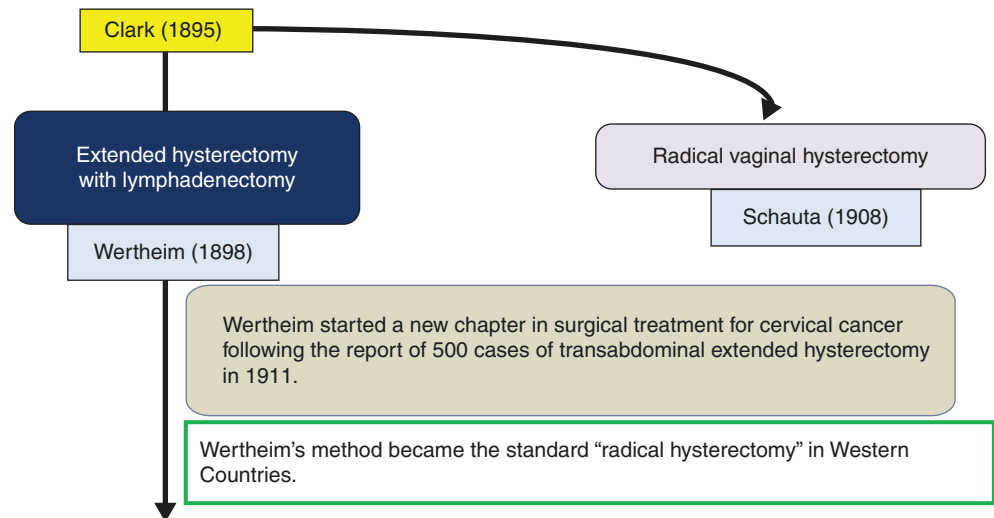 Clark (1895)
Extended hysterectomy
with lymphadenectomy
Wertheim (1898)
Radical vaginal hysterectomy
Schauta (1908)
Wertheim started a new chapter in surgical treatment for cervical cancer
following the report of 500 cases of transabdominal extended hysterectomy
in 1911.
Wertheim’s method became the standard “radical hysterectomy” in Western
Countries.